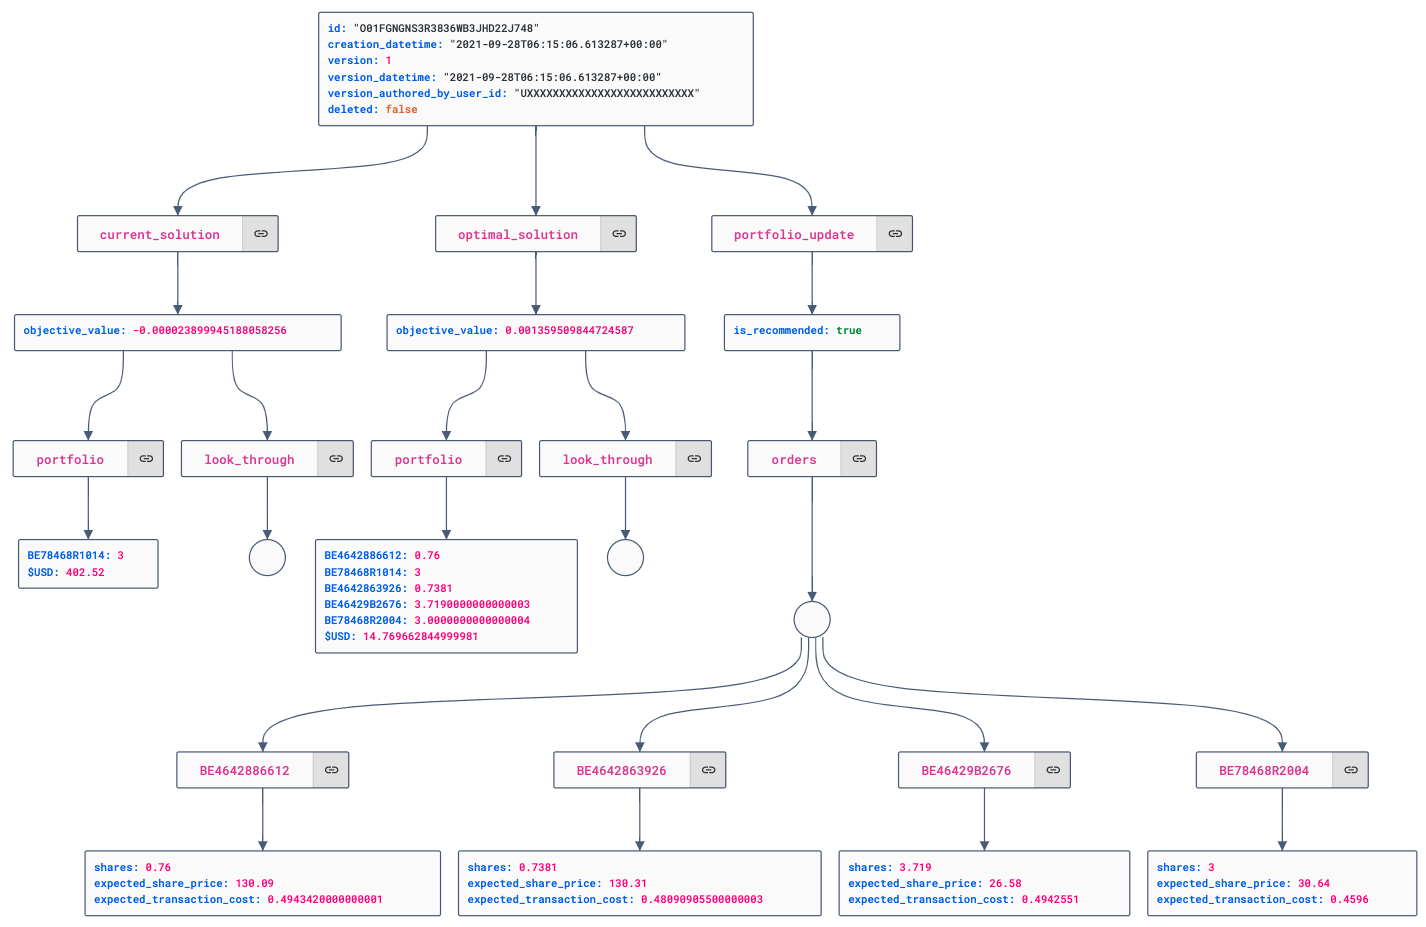 id: "O01FGNGNS3R3836WB3JHD22J748"
creation_datetime: "2021-09-28T06:15:06.613287+00:00"
version: 1
version_datetime: "2021-09-28T06:15:06.613287+00:00"
version_authored_by_user_id: "UXXXXXXXXXXXXXXXXXXXXXXXXXX"
deleted: false
current_solution
optimal_solution
portfolio_update
objective_value: -0.000023899945188058256
objective_value: 0.001359509844724587
is_recommended: true
portfolio
look_through
portfolio
look_through
orders
BE78468R1014: 3
$USD: 402.52
BE4642886612: 0.76
BE78468R1014: 3
BE4642863926: 0.7381
BE46429B2676: 3.7190000000000003
BE78468R2004: 3.0000000000000004
$USD: 14.769662844999981
BE4642886612
BE4642863926
BE46429B2676
BE78468R2004
shares: 0.76
expected_share_price: 130.09
expected_transaction_cost: 0.4943420000000001
shares: 0.7381
expected_share_price: 130.31
expected_transaction_cost: 0.48090905500000003
shares: 3.719
expected_share_price: 26.58
expected_transaction_cost: 0.4942551
shares: 3
expected_share_price: 30.64
expected_transaction_cost: 0.4596